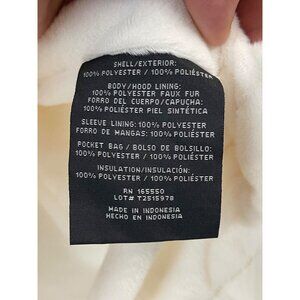 SHELL/EXTERIOR:
100% POLYESTER / 100% POLIÉSTER
BODY/HOOD LINING:
100% POLYESTER FAUX FUR
FORRO DEL CUERPO/CAPUCHA:
100% POLIÉSTER PIEL SINTÉTICA
SLEEVE LINING: 100% POLYESTER
FORRO DE MANGAS: 100% POLIÉSTER
POCKET BAG / BOLSO DE BOLSILLO:
100% POLYESTER / 100% POLIÉSTER
INSULATION/INSULACIÓN:
100% POLYESTER / 100% POLIÉSTER
RN 165550
LOT# T2515978
MADE IN INDONESIA
HECHO EN INDONESIA